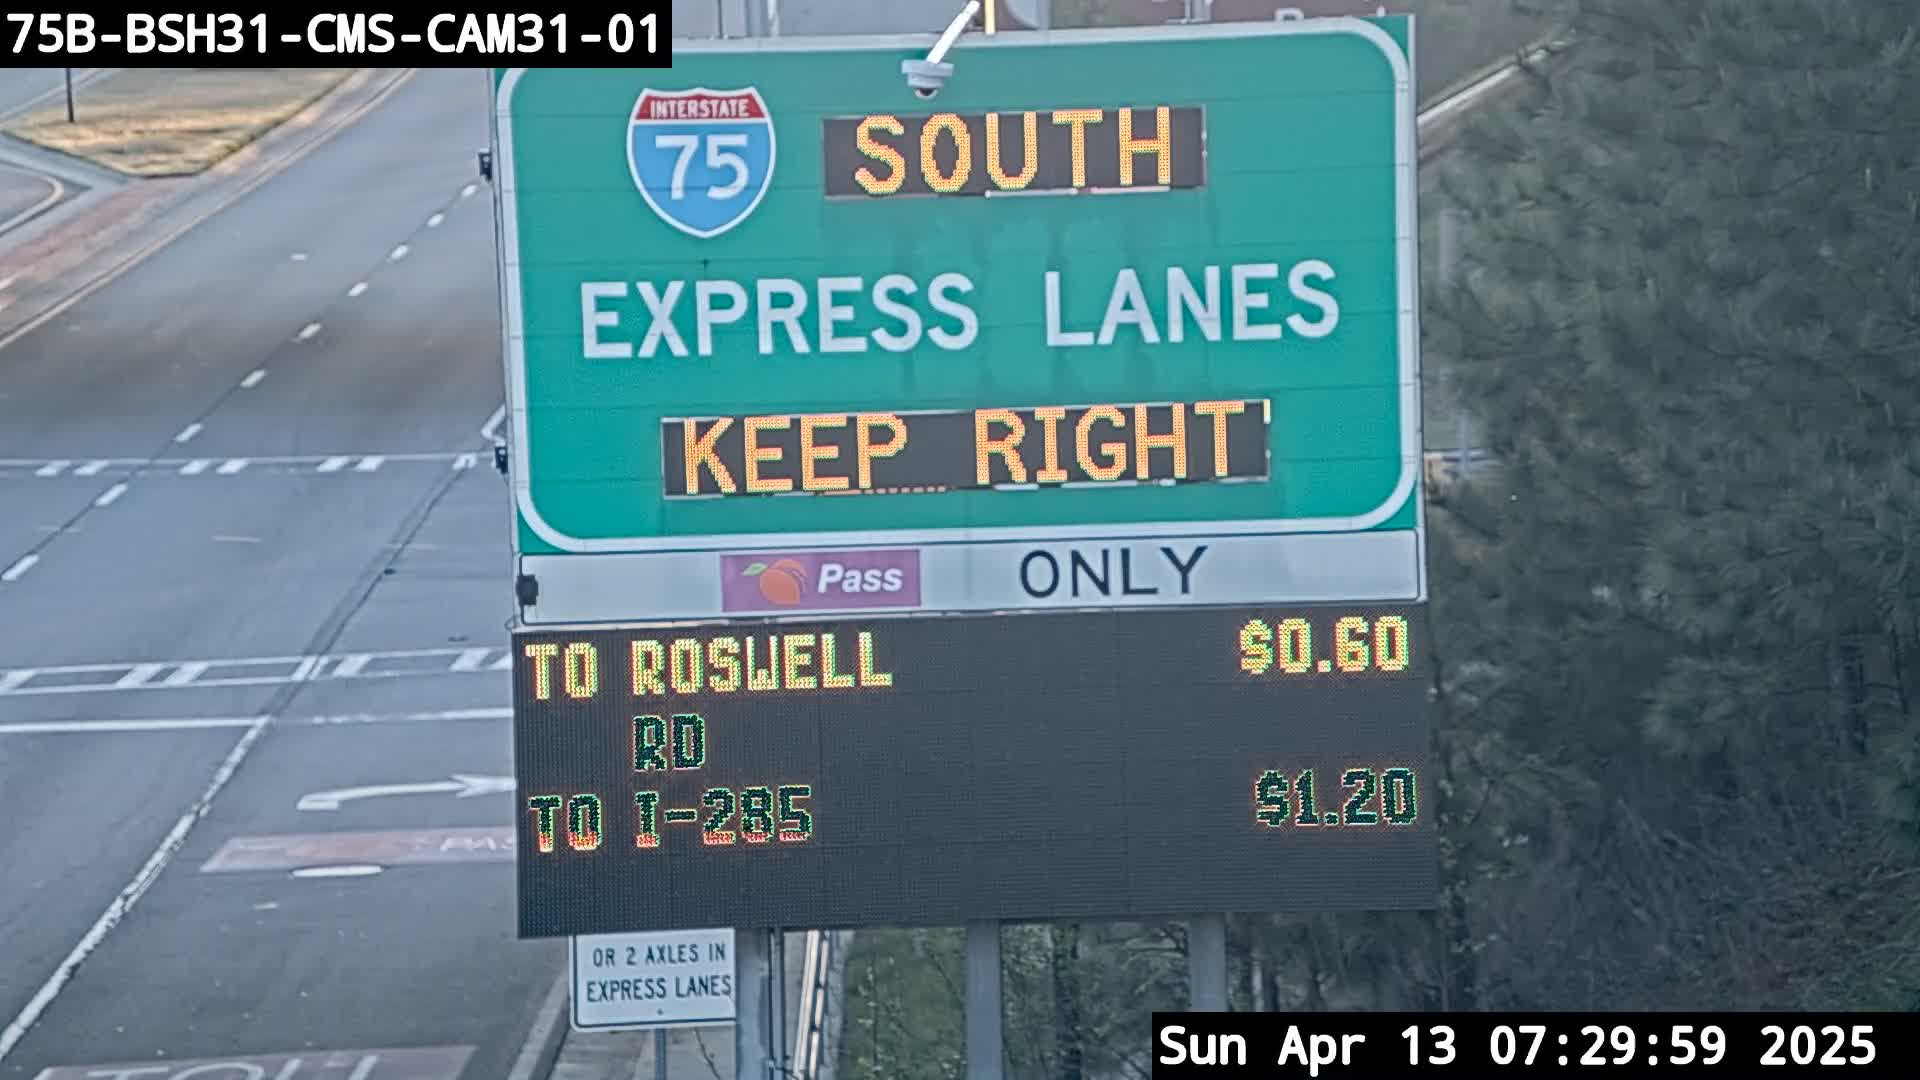 75B-BSH31-CMS-CAM31-01
INTERSTATE
75
SOUTH
EXPRESS LANES
KEEP RIGHT
Pass
ONLY
TO ROSWELL $0.60
RD
TO I-285 $1.20
OR 2 AXLES IN
EXPRESS LANES
TOLL
Sun Apr 13 07:29:59 2025